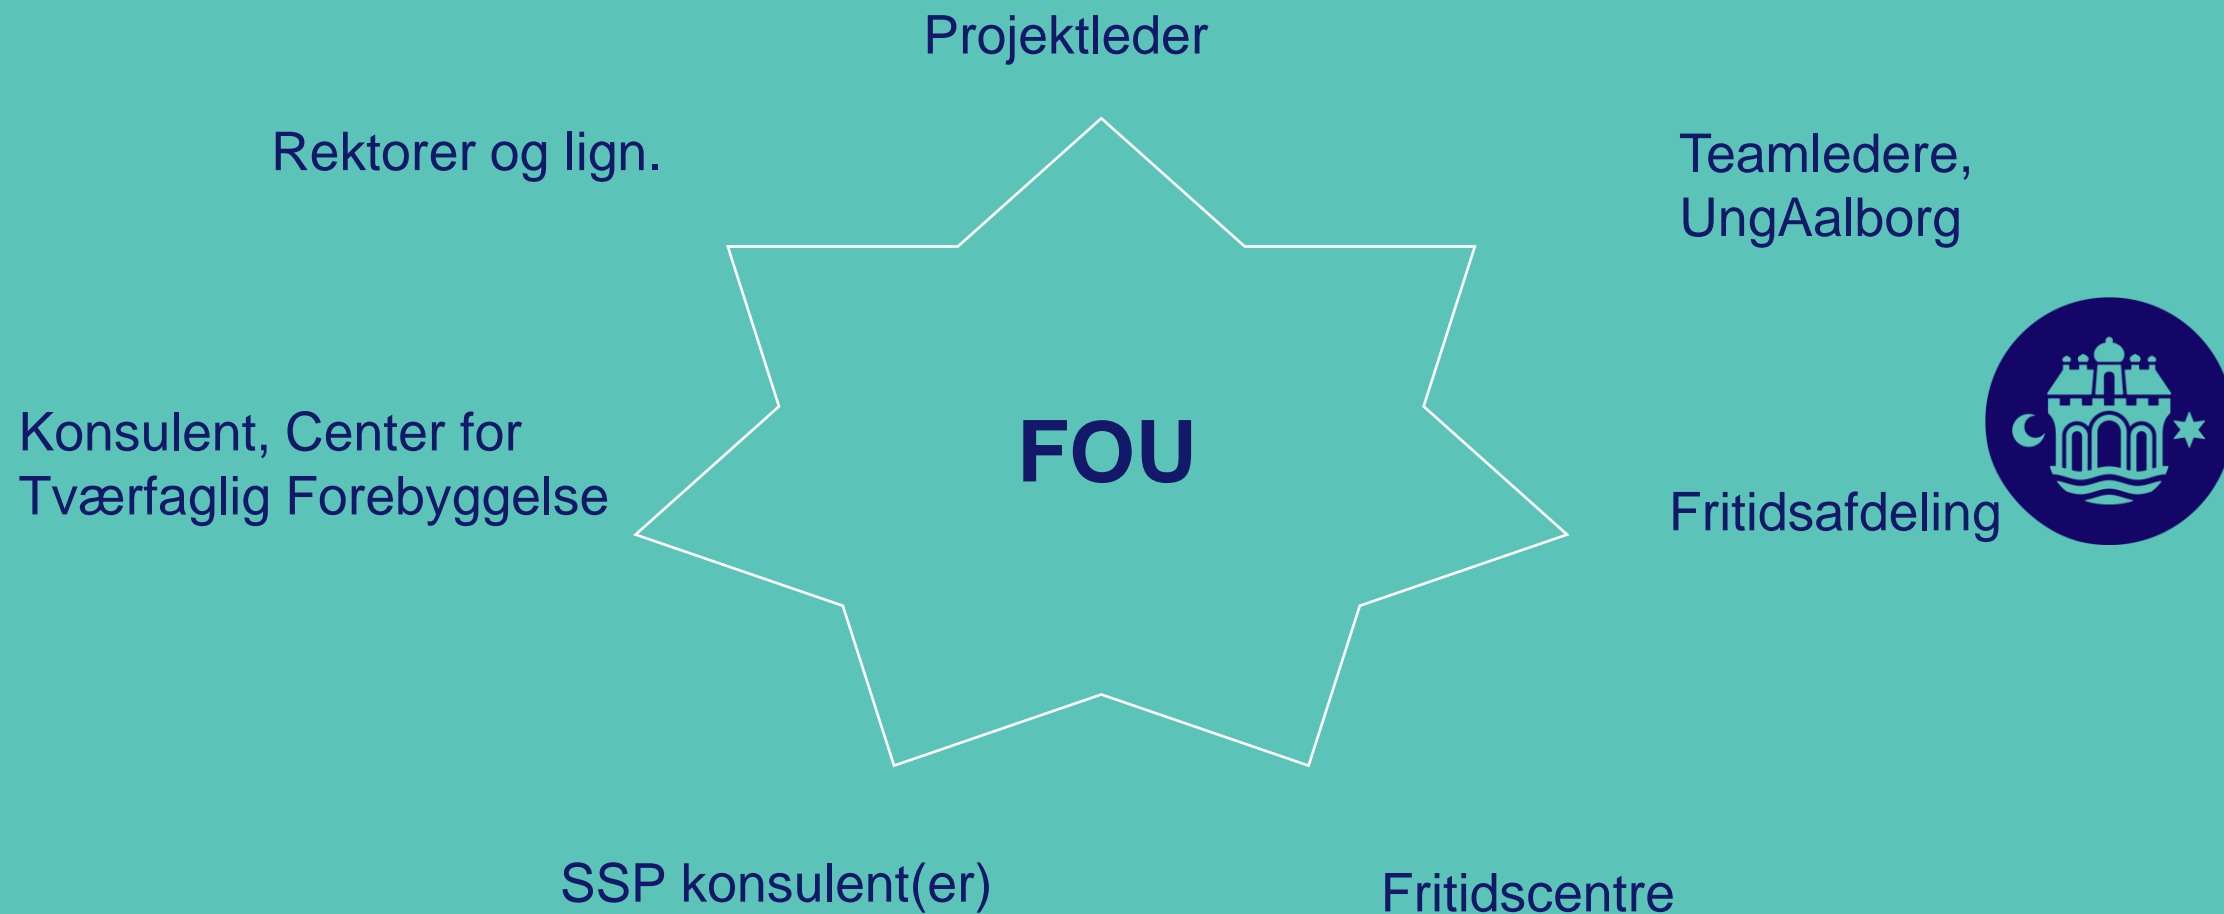 Projektleder
Rektorer og lign.
Teamledere,
UngAalborg
Konsulent, Center for
Tværfaglig Forebyggelse
FOU
Fritidsafdeling
SSP konsulent(er)
Fritidscentre